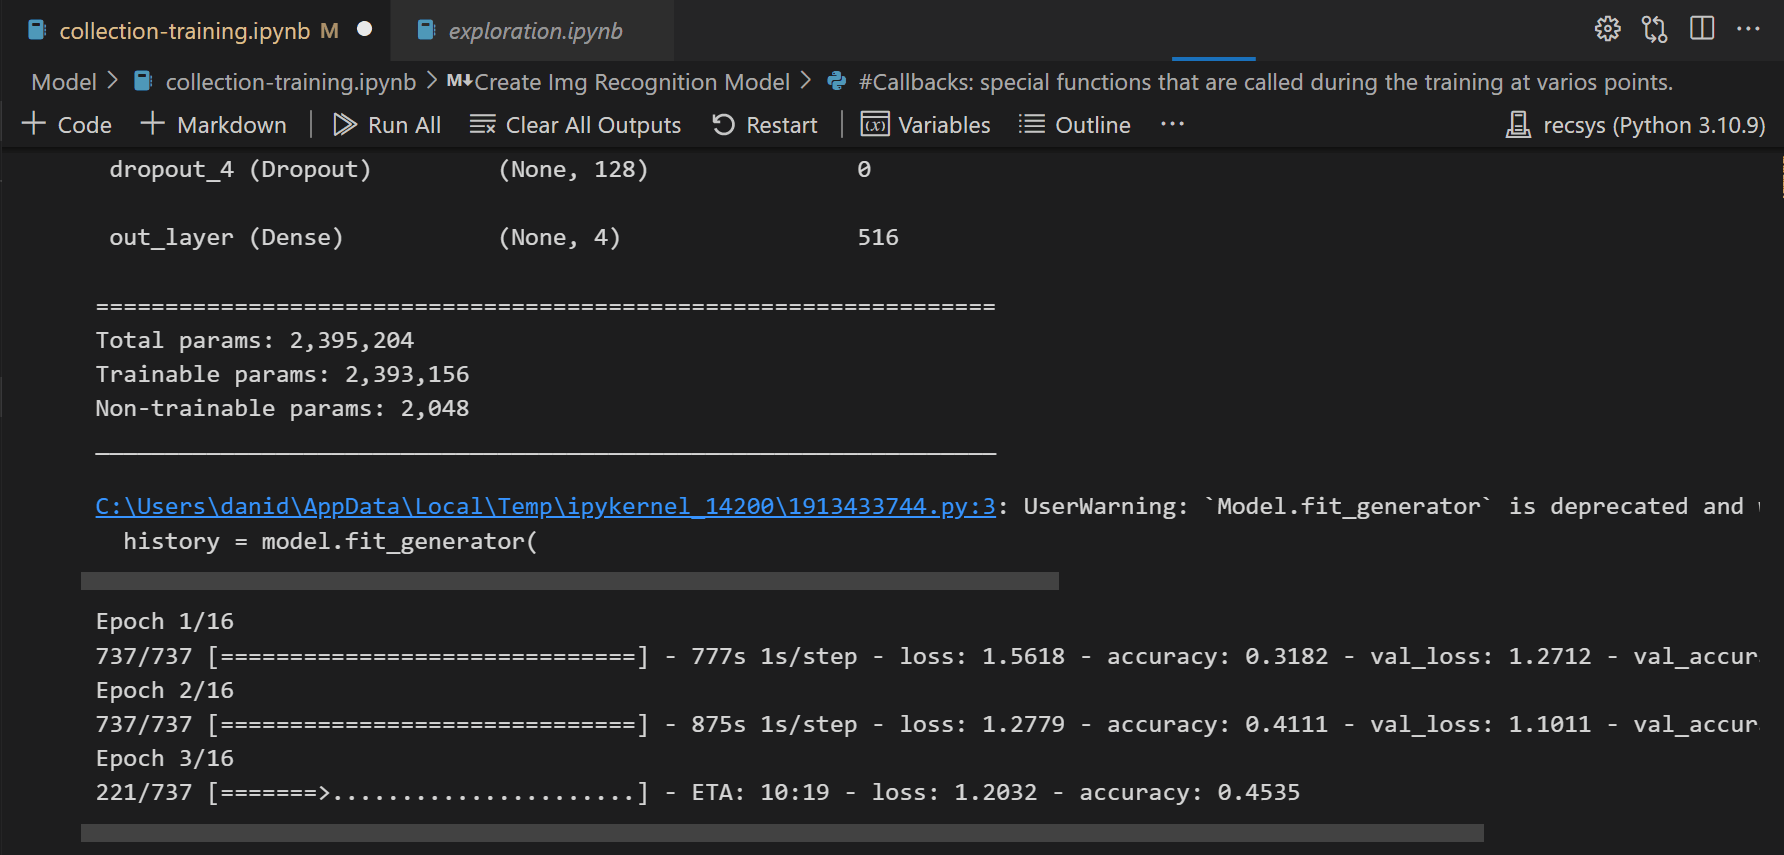 collection-training.ipynb M exploration.ipynb
Model > collection-training.ipynb > M↓Create Img Recognition Model > #Callbacks: special functions that are called during the training at varios points.
+ Code + Markdown | Run All Clear All Outputs Restart | Variables Outline ... recsys (Python 3.10.9)
dropout_4 (Dropout) (None, 128) 0
out_layer (Dense) (None, 4) 516
=================================================================
Total params: 2,395,204
Trainable params: 2,393,156
Non-trainable params: 2,048
_________________________________________________________________
C:\Users\danid\AppData\Local\Temp\ipykernel_14200\1913433744.py:3: UserWarning: `Model.fit_generator` is deprecated and
history = model.fit_generator(
Epoch 1/16
737/737 [==============================] - 777s 1s/step - loss: 1.5618 - accuracy: 0.3182 - val_loss: 1.2712 - val_accur
Epoch 2/16
737/737 [==============================] - 875s 1s/step - loss: 1.2779 - accuracy: 0.4111 - val_loss: 1.1011 - val_accur
Epoch 3/16
221/737 [=======>......................] - ETA: 10:19 - loss: 1.2032 - accuracy: 0.4535